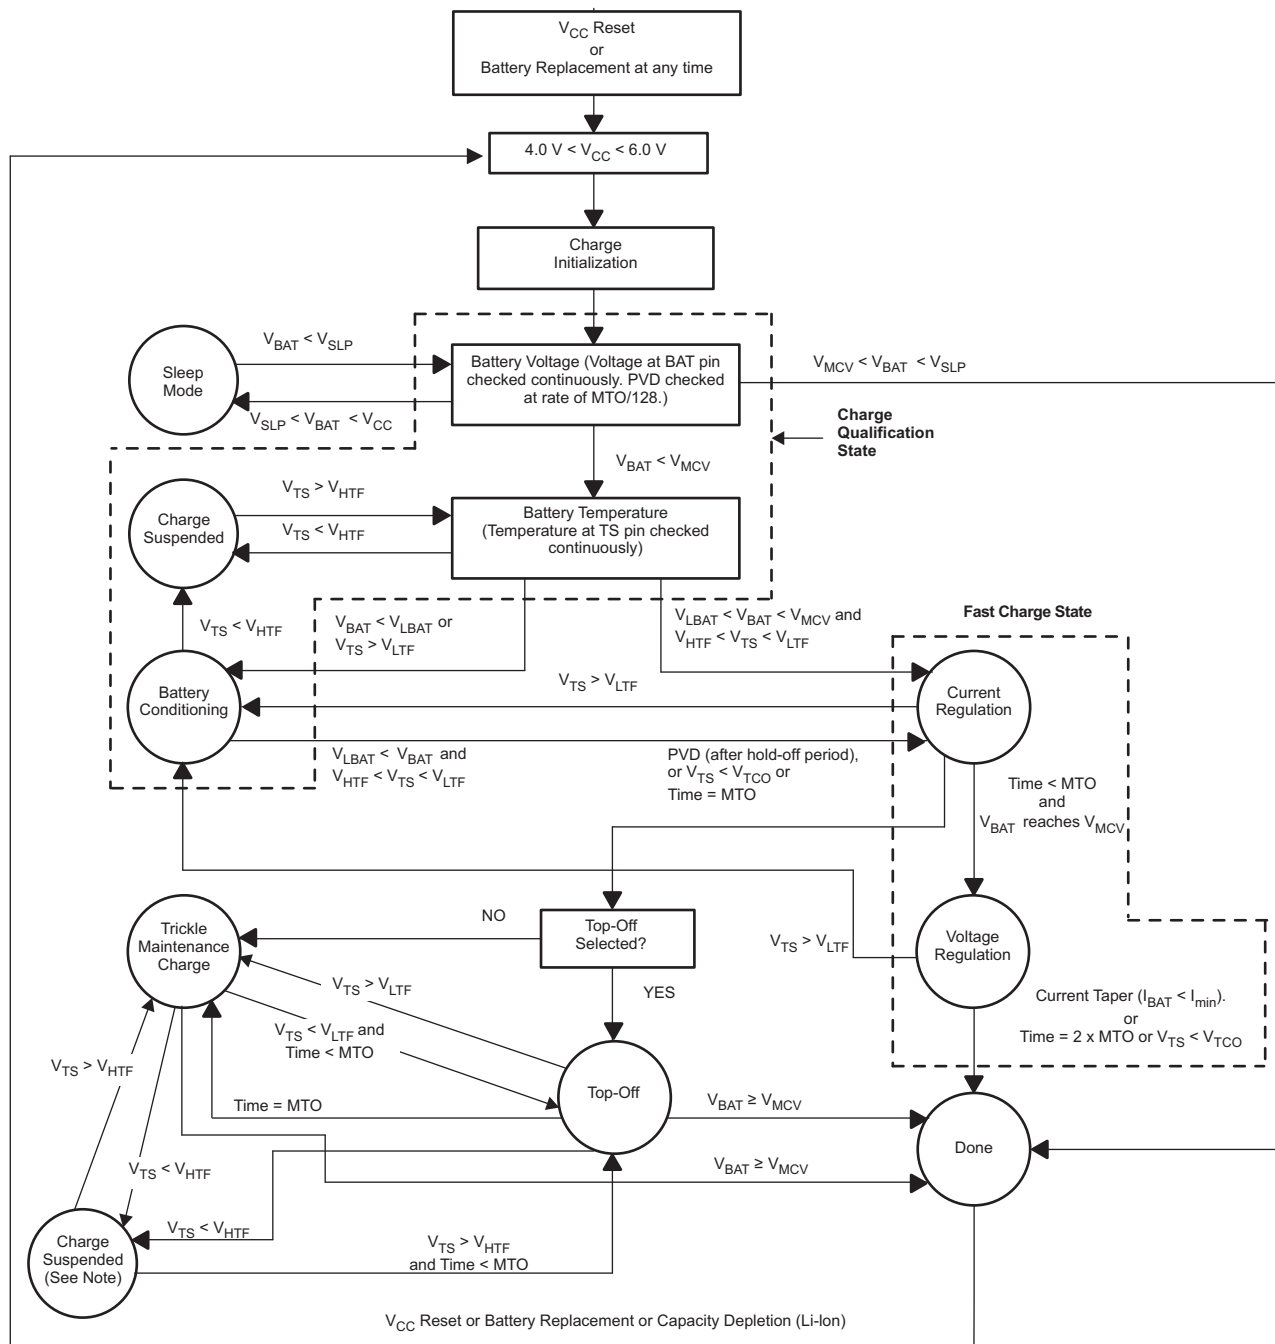 V_CC Reset
or
Battery Replacement at any time
4.0 V < V_CC < 6.0 V
Charge
Initialization
Sleep
Mode
V_BAT < V_SLP
V_SLP < V_BAT < V_CC
Battery Voltage (Voltage at BAT pin
checked continuously. PVD checked
at rate of MTO/128.)
V_MCV < V_BAT < V_SLP
Charge
Qualification
State
V_BAT < V_MCV
Charge
Suspended
V_TS > V_HTF
V_TS < V_HTF
Battery Temperature
(Temperature at TS pin checked
continuously)
V_TS < V_HTF
V_BAT < V_LBAT or
V_TS > V_LTF
V_LBAT < V_BAT < V_MCV and
V_HTF < V_TS < V_LTF
Fast Charge State
Battery
Conditioning
V_TS > V_LTF
Current
Regulation
V_LBAT < V_BAT and
V_HTF < V_TS < V_LTF
PVD (after hold-off period),
or V_TS < V_TCO or
Time = MTO
Time < MTO
and
V_BAT reaches V_MCV
Trickle
Maintenance
Charge
NO
Top-Off
Selected?
YES
V_TS > V_LTF
Voltage
Regulation
Current Taper (I_BAT < I_min).
or
Time = 2 x MTO or V_TS < V_TCO
V_TS > V_LTF
V_TS < V_LTF and
Time < MTO
V_TS > V_HTF
Time = MTO
Top-Off
V_BAT ≥ V_MCV
Done
V_TS < V_HTF
V_BAT ≥ V_MCV
Charge
Suspended
(See Note)
V_TS < V_HTF
V_TS > V_HTF
and Time < MTO
V_CC Reset or Battery Replacement or Capacity Depletion (Li-Ion)